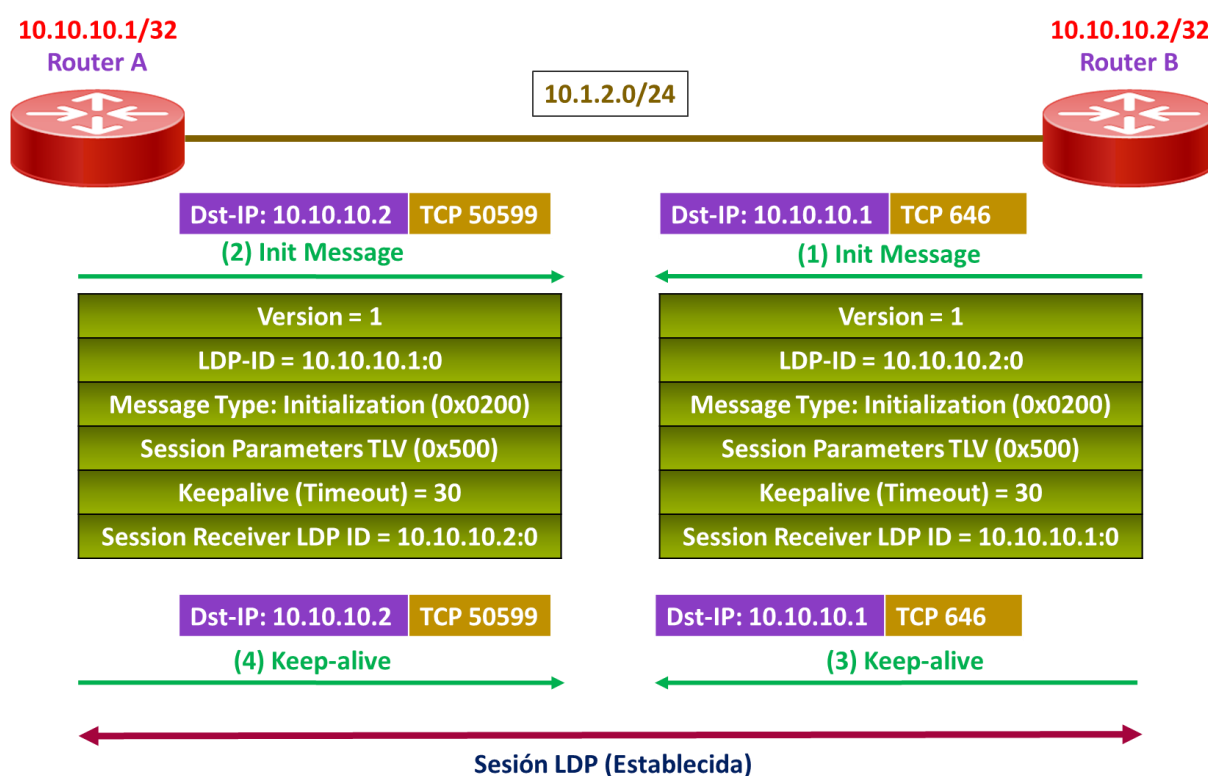 10.10.10.1/32
Router A
10.10.10.2/32
Router B
10.1.2.0/24
Dst-IP: 10.10.10.2 TCP 50599
(2) Init Message
Dst-IP: 10.10.10.1 TCP 646
(1) Init Message
Version = 1
LDP-ID = 10.10.10.1:0
Message Type: Initialization (0x0200)
Session Parameters TLV (0x500)
Keepalive (Timeout) = 30
Session Receiver LDP ID = 10.10.10.2:0
Version = 1
LDP-ID = 10.10.10.2:0
Message Type: Initialization (0x0200)
Session Parameters TLV (0x500)
Keepalive (Timeout) = 30
Session Receiver LDP ID = 10.10.10.1:0
Dst-IP: 10.10.10.2 TCP 50599
(4) Keep-alive
Dst-IP: 10.10.10.1 TCP 646
(3) Keep-alive
Sesión LDP (Establecida)